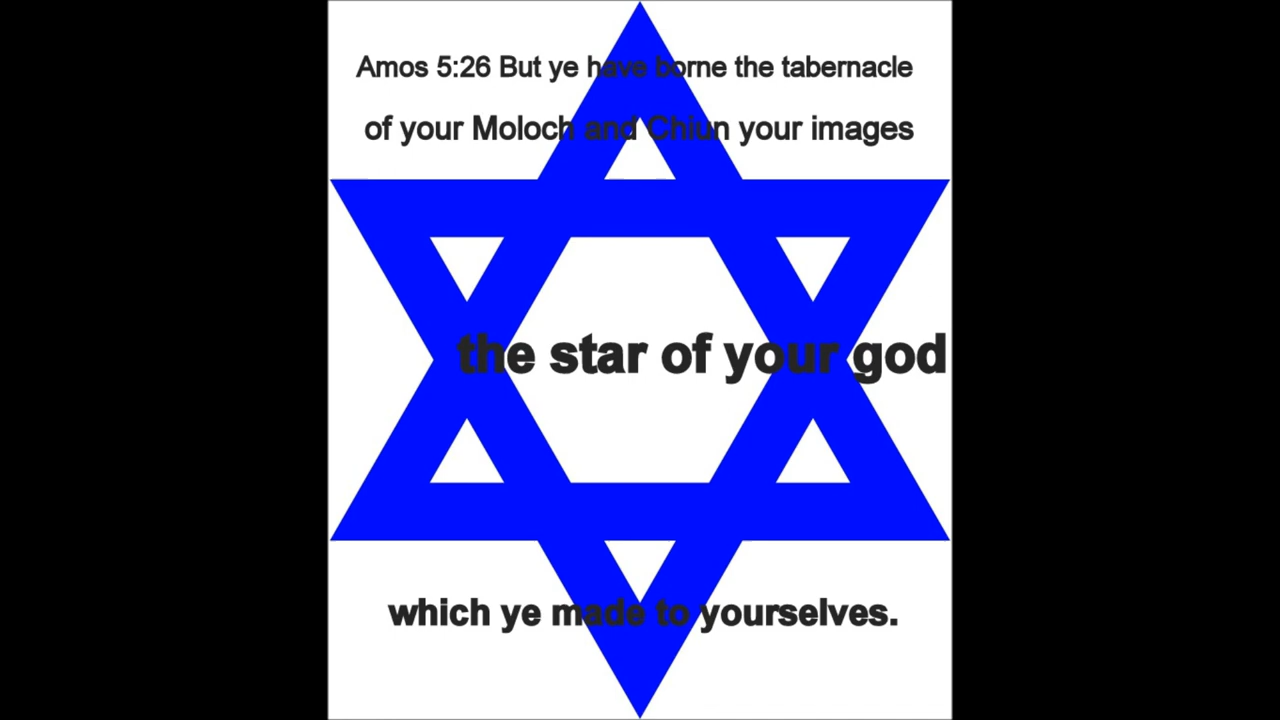 Amos 5:26 But ye have borne the tabernacle
of your Moloch and Chiun your images
the star of your god
which ye made to yourselves.